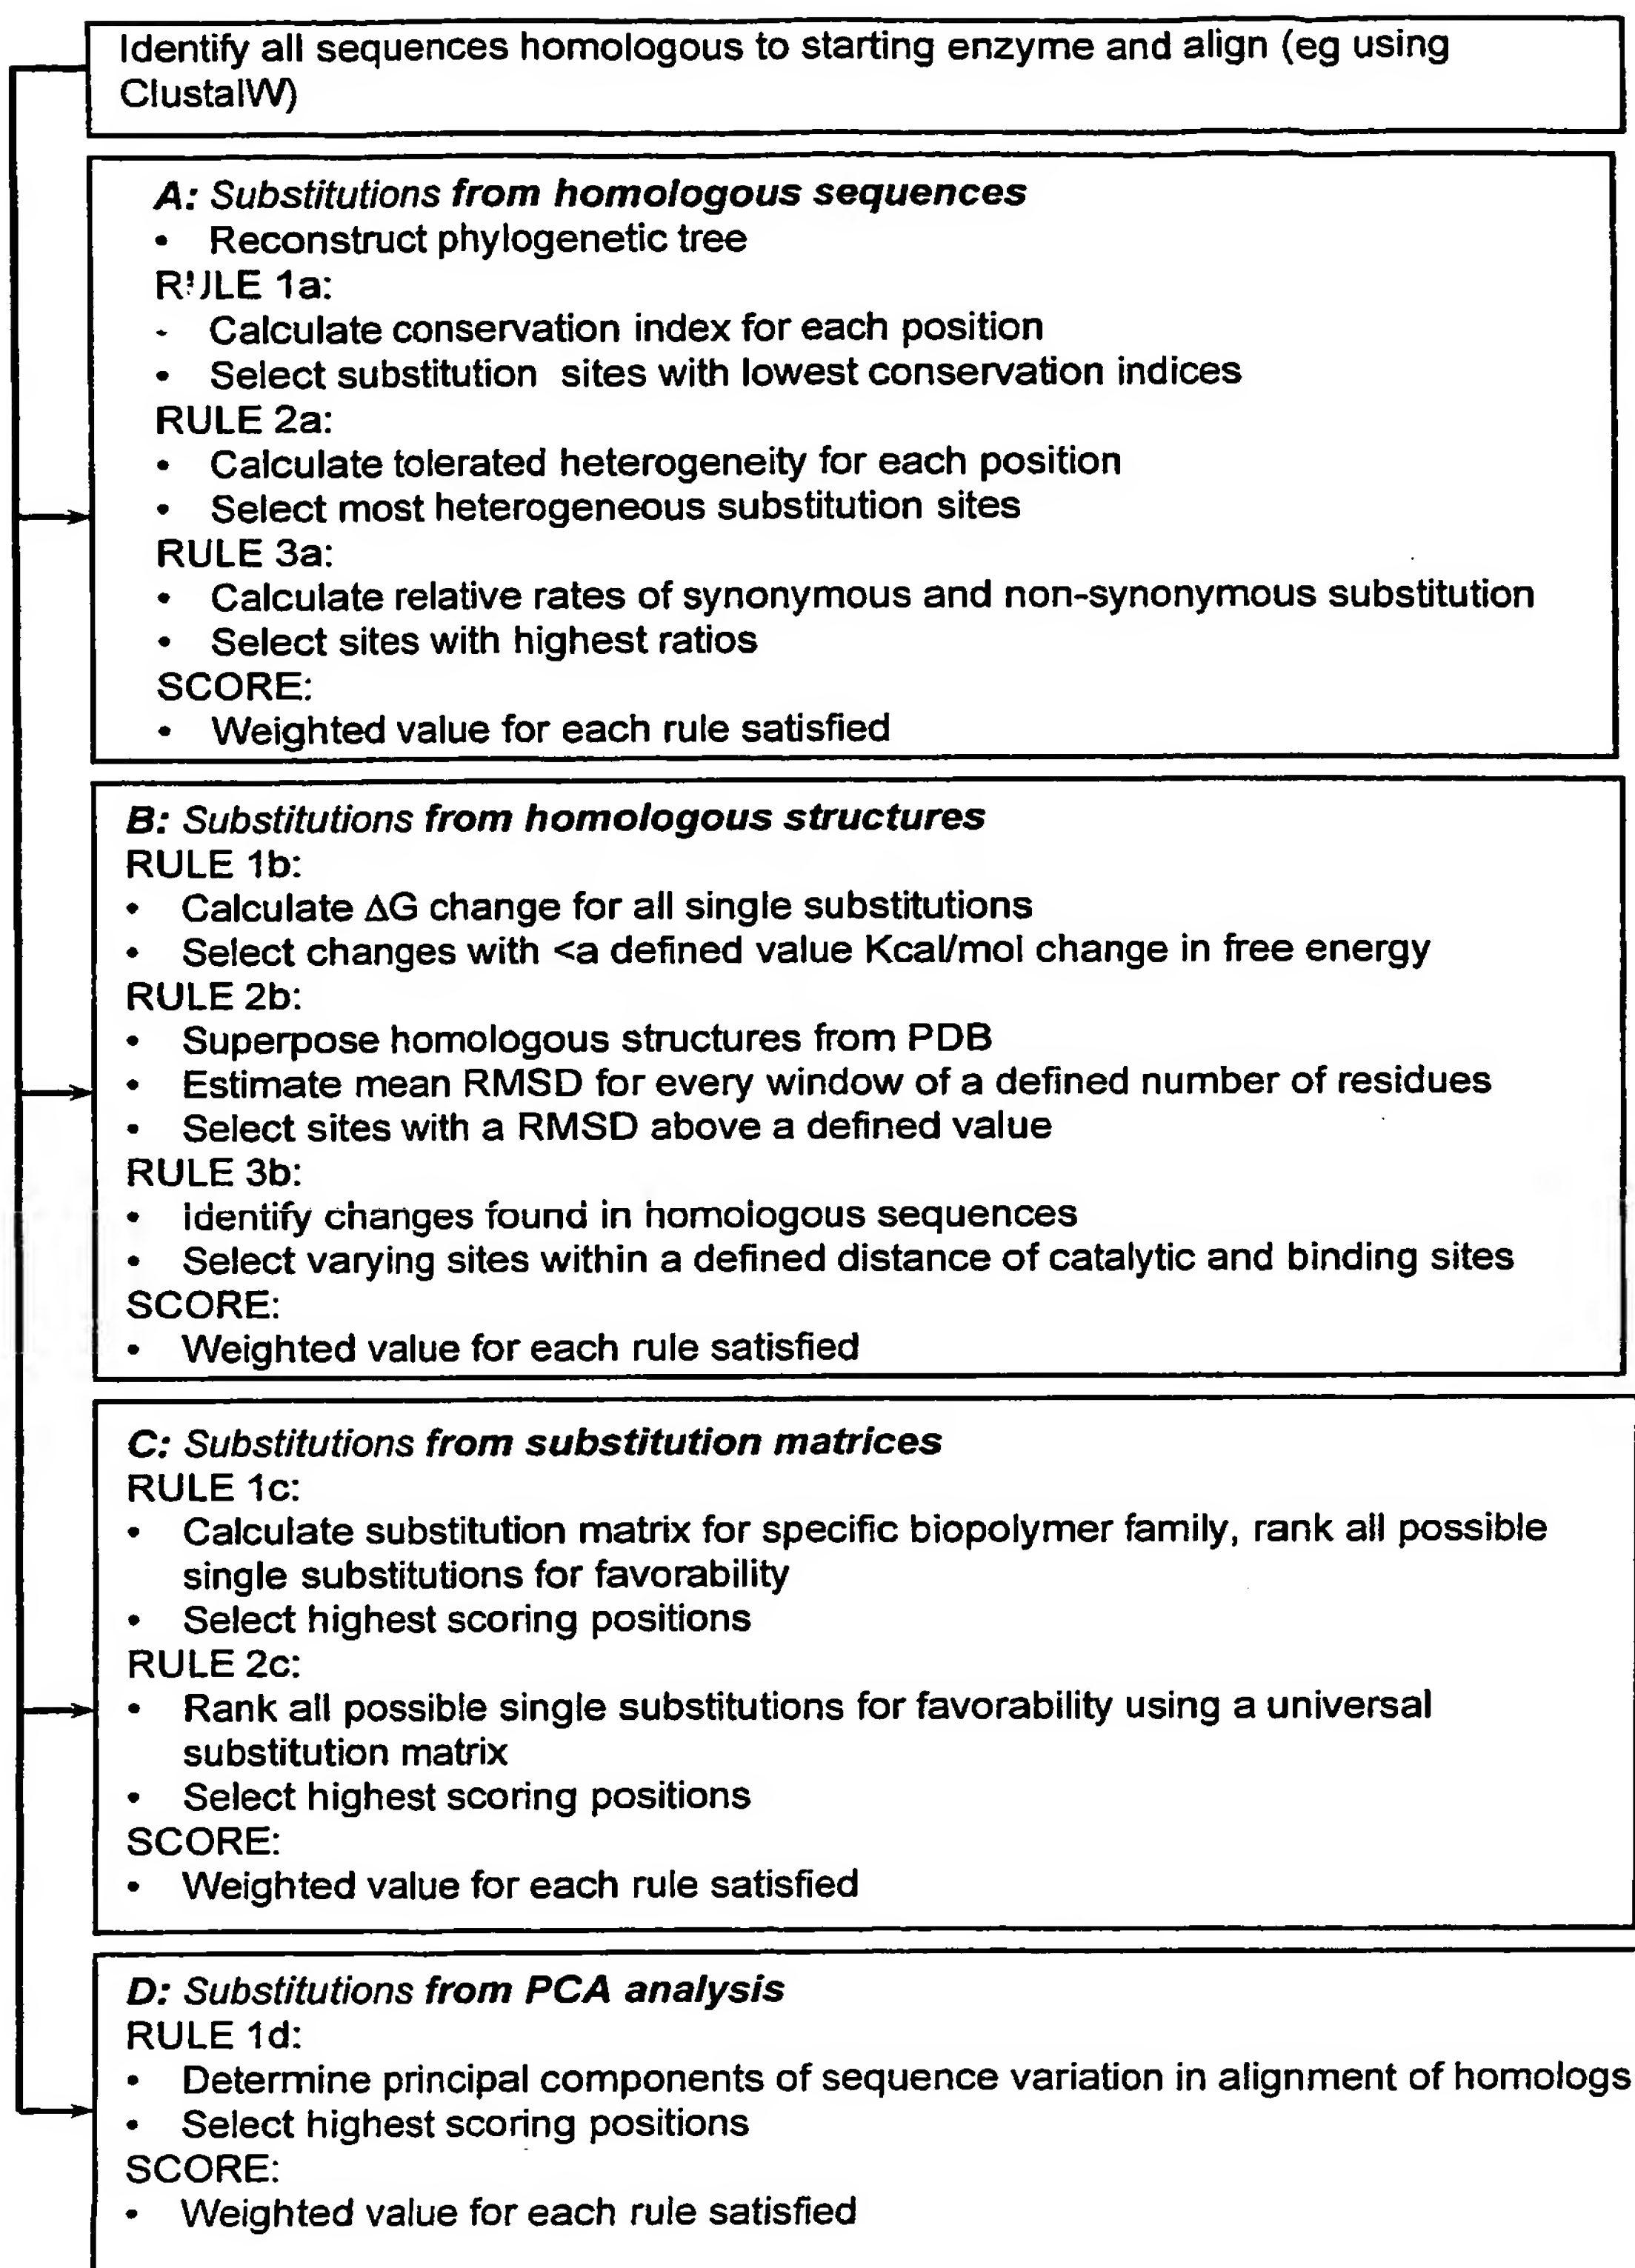 Identify all sequences homologous to starting enzyme and align (eg using
ClustalW)
A: Substitutions from homologous sequences
• Reconstruct phylogenetic tree
RULE 1a:
- Calculate conservation index for each position
• Select substitution sites with lowest conservation indices
RULE 2a:
• Calculate tolerated heterogeneity for each position
• Select most heterogeneous substitution sites
RULE 3a:
• Calculate relative rates of synonymous and non-synonymous substitution
• Select sites with highest ratios
SCORE:
• Weighted value for each rule satisfied
B: Substitutions from homologous structures
RULE 1b:
• Calculate ΔG change for all single substitutions
• Select changes with <a defined value Kcal/mol change in free energy
RULE 2b:
• Superpose homologous structures from PDB
• Estimate mean RMSD for every window of a defined number of residues
• Select sites with a RMSD above a defined value
RULE 3b:
• Identify changes found in homologous sequences
• Select varying sites within a defined distance of catalytic and binding sites
SCORE:
• Weighted value for each rule satisfied
C: Substitutions from substitution matrices
RULE 1c:
• Calculate substitution matrix for specific biopolymer family, rank all possible
single substitutions for favorability
• Select highest scoring positions
RULE 2c:
• Rank all possible single substitutions for favorability using a universal
substitution matrix
• Select highest scoring positions
SCORE:
• Weighted value for each rule satisfied
D: Substitutions from PCA analysis
RULE 1d:
• Determine principal components of sequence variation in alignment of homologs
• Select highest scoring positions
SCORE:
• Weighted value for each rule satisfied